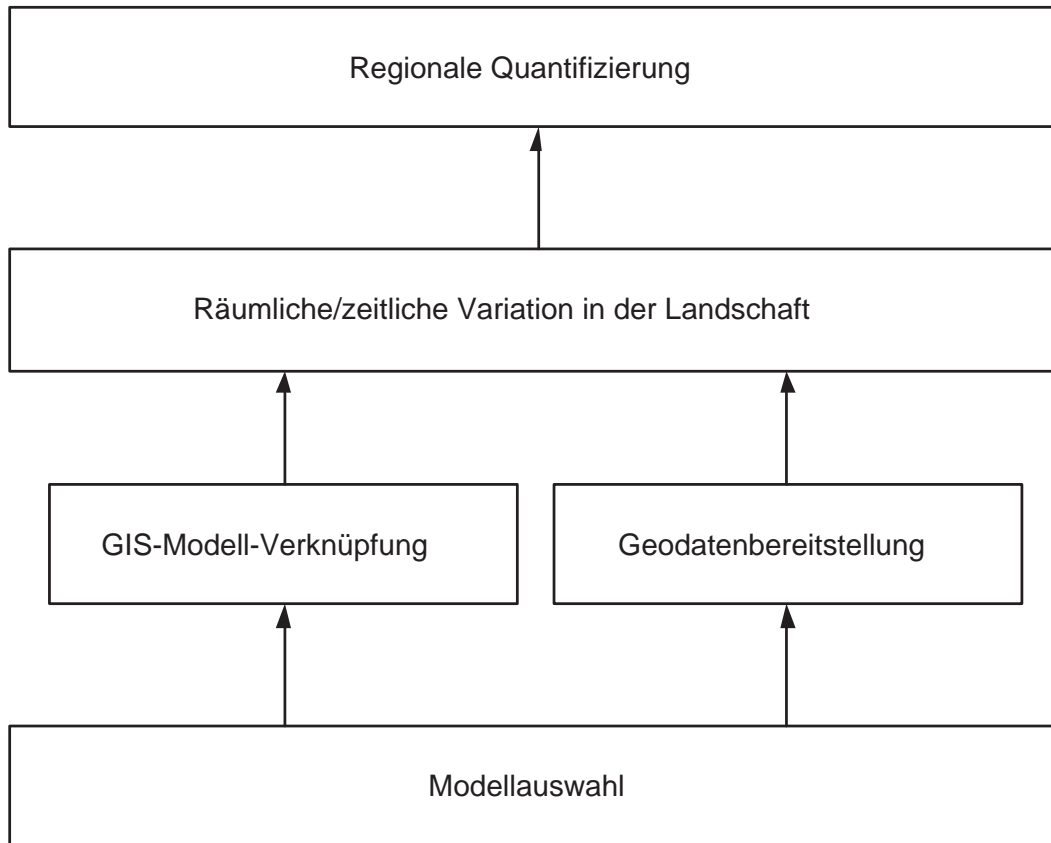 Regionale Quantifizierung
Räumliche/zeitliche Variation in der Landschaft
GIS-Modell-Verknüpfung
Geodatenbereitstellung
Modellauswahl